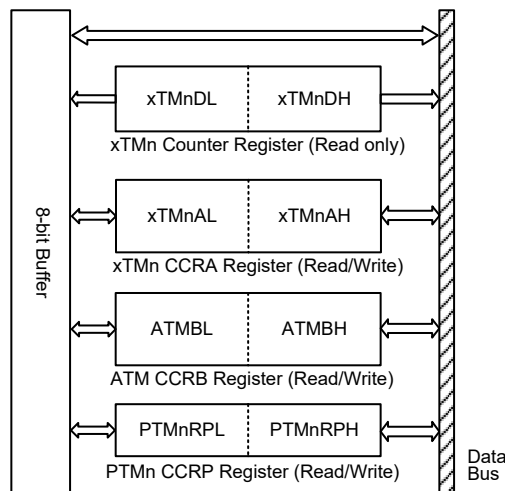 xTMnDL xTMnDH
xTMn Counter Register (Read only)
xTMnAL xTMnAH
xTMn CCRA Register (Read/Write)
8-bit Buffer
ATMBL ATMBH
ATM CCRB Register (Read/Write)
PTMnRPL PTMnRPH
PTMn CCRP Register (Read/Write)
Data
Bus